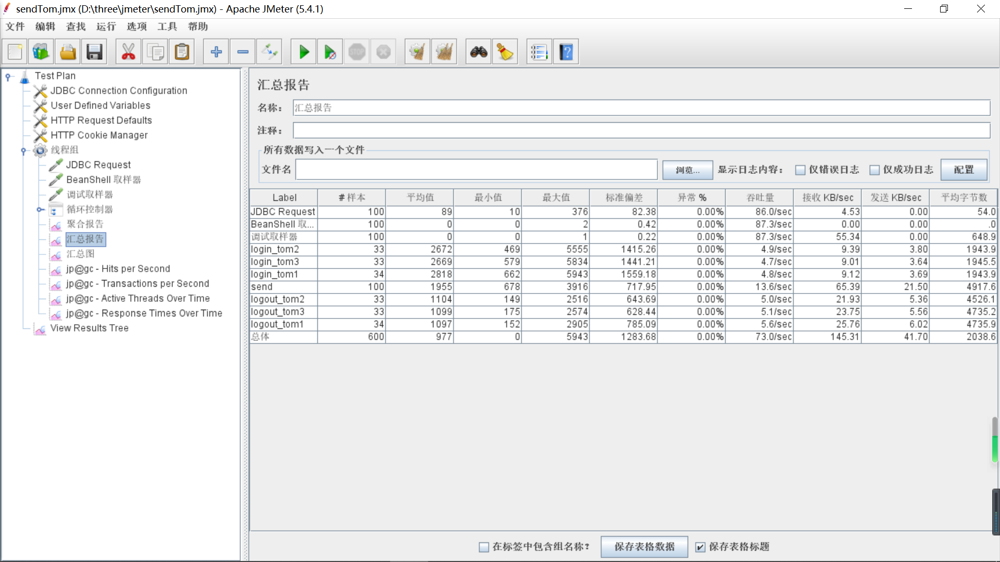 sendTom.jmx (D:\three\jmeter\sendTom.jmx) - Apache JMeter (5.4.1)
文件 编辑 查找 运行 选项 工具 帮助
STOP
Test Plan
JDBC Connection Configuration
User Defined Variables
HTTP Request Defaults
HTTP Cookie Manager
线程组
JDBC Request
BeanShell 取样器
调试取样器
循环控制器
聚合报告
汇总报告
汇总图
jp@gc - Hits per Second
jp@gc - Transactions per Second
jp@gc - Active Threads Over Time
jp@gc - Response Times Over Time
View Results Tree
汇总报告
名称： 汇总报告
注释：
所有数据写入一个文件
文件名 浏览... 显示日志内容： 仅错误日志 仅成功日志 配置
Label # 样本 平均值 最小值 最大值 标准偏差 异常 % 吞吐量 接收 KB/sec 发送 KB/sec 平均字节数
JDBC Request 100 89 10 376 82.38 0.00% 86.0/sec 4.53 0.00 54.0
BeanShell 取... 100 0 0 2 0.42 0.00% 87.3/sec 0.00 0.00 .0
调试取样器 100 0 0 1 0.22 0.00% 87.3/sec 55.34 0.00 648.9
login_tom2 33 2672 469 5555 1415.26 0.00% 4.9/sec 9.39 3.80 1943.9
login_tom3 33 2669 579 5834 1441.21 0.00% 4.7/sec 9.01 3.64 1945.5
login_tom1 34 2818 662 5943 1559.18 0.00% 4.8/sec 9.12 3.69 1943.9
send 100 1955 678 3916 717.95 0.00% 13.6/sec 65.39 21.50 4917.6
logout_tom2 33 1104 149 2516 643.69 0.00% 5.0/sec 21.93 5.36 4526.1
logout_tom3 33 1099 175 2574 628.44 0.00% 5.1/sec 23.75 5.56 4735.2
logout_tom1 34 1097 152 2905 785.09 0.00% 5.6/sec 25.76 6.02 4735.9
总体 600 977 0 5943 1283.68 0.00% 73.0/sec 145.31 41.70 2038.6
在标签中包含组名称？ 保存表格数据 保存表格标题